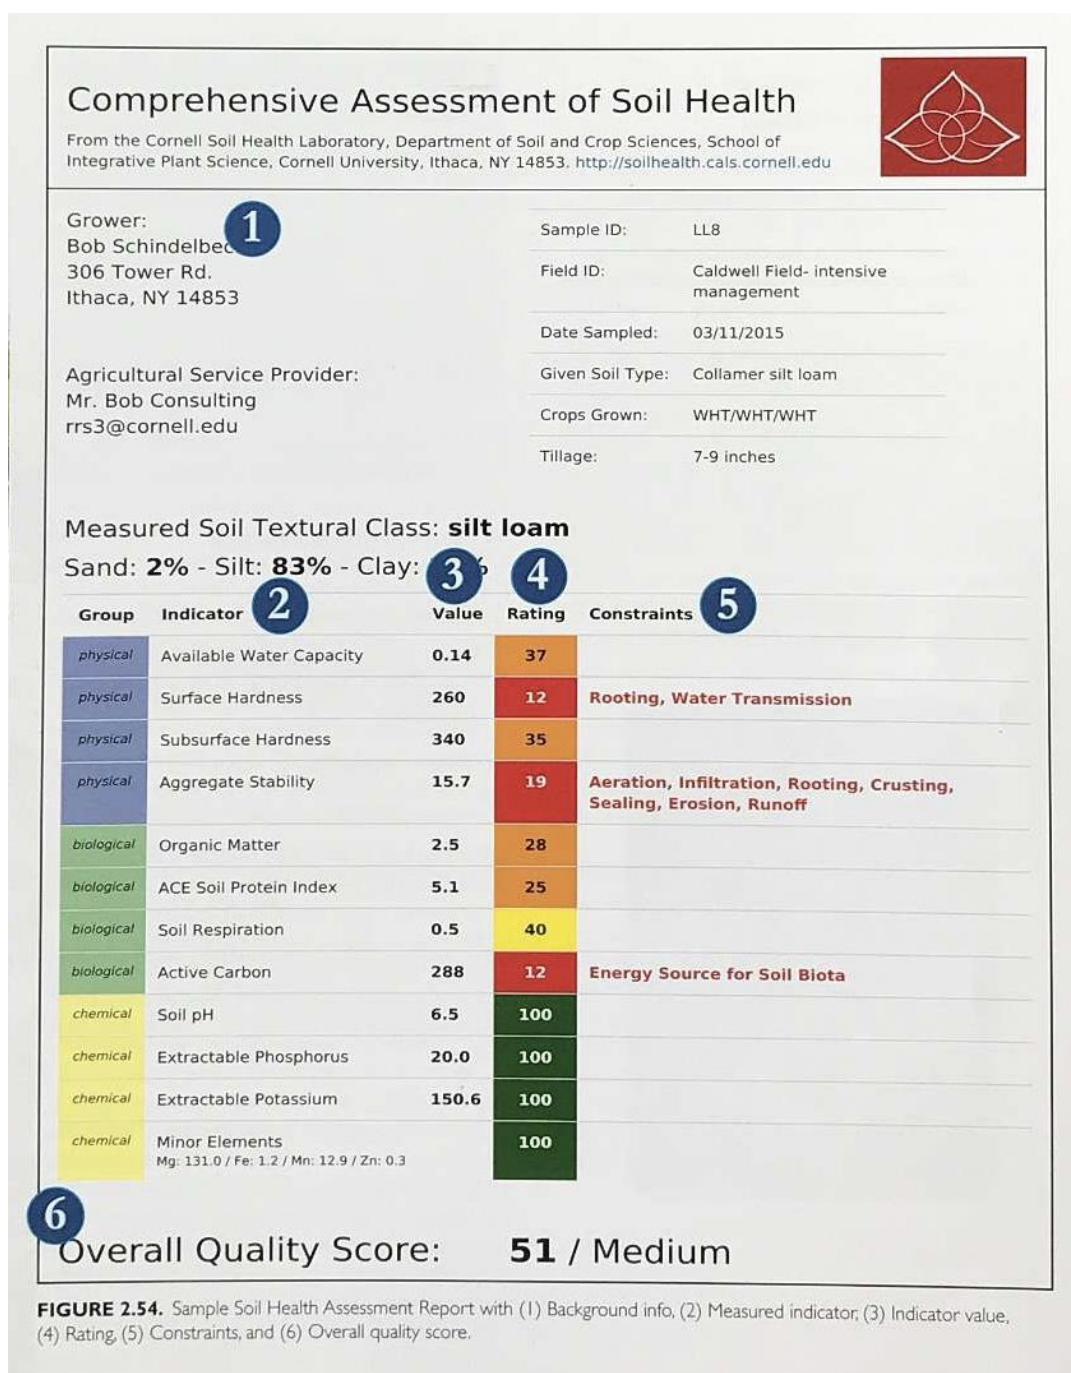 Comprehensive Assessment of Soil Health
From the Cornell Soil Health Laboratory, Department of Soil and Crop Sciences, School of
Integrative Plant Science, Cornell University, Ithaca, NY 14853. http://soilhealth.cals.cornell.edu
Grower:
1
Bob
306 Tower Rd.
Ithaca, NY 14853
Agricultural Service Provider:
Mr. Bob Consulting
rrs3@cornell.edu
Sample ID: LL8
Field ID: Caldwell Field- intensive
management
Date Sampled: 03/11/2015
Given Soil Type: Collamer silt loam
Crops Grown: WHT/WHT/WHT
Tillage: 7-9 inches
Measured Soil Textural Class: silt loam
Sand: 2% - Silt: 83% - Clay:
2 3 4 5
Group Indicator Value Rating Constraints
physical Available Water Capacity 0.14 37
physical Surface Hardness 260 12 Rooting, Water Transmission
physical Subsurface Hardness 340 35
physical Aggregate Stability 15.7 19 Aeration, Infiltration, Rooting, Crusting,
Sealing, Erosion, Runoff
biological Organic Matter 2.5 28
biological ACE Soil Protein Index 5.1 25
biological Soil Respiration 0.5 40
biological Active Carbon 288 12 Energy Source for Soil Biota
chemical Soil pH 6.5 100
chemical Extractable Phosphorus 20.0 100
chemical Extractable Potassium 150.6 100
chemical Minor Elements 100
Mg: 131.0 / Fe: 1.2 / Mn: 12.9 / Zn: 0.3
6
Overall Quality Score: 51 / Medium
FIGURE 2.54. Sample Soil Health Assessment Report with (1) Background info, (2) Measured indicator, (3) Indicator value,
(4) Rating, (5) Constraints, and (6) Overall quality score.